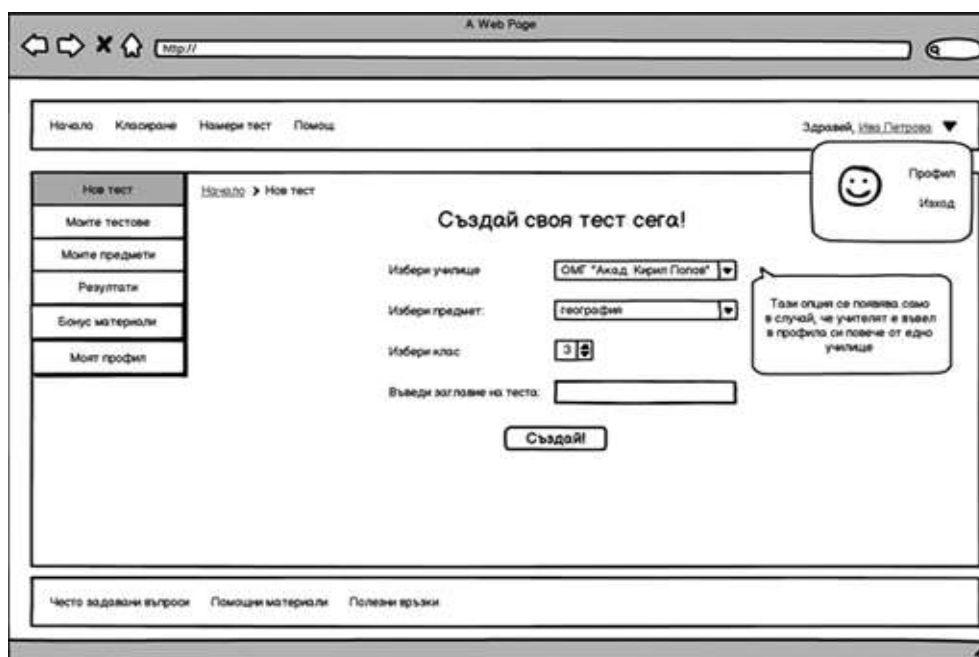 A Web Page
http://
Начало Класиране Намери тест Помощ
Здравей, Ива Петрова
Профил
Изход
Нов тест
Моите тестове
Моите предмети
Резултати
Бонус материали
Моят профил
Начало > Нов тест
Създай своя тест сега!
Избери училище
ОМГ "Акад. Кирил Попов"
Избери предмет:
география
Избери клас
3
Въведи заглавие на теста:
Създай!
Тази опция се появява само
в случай, че учителят е въвел
в профила си повече от едно
училище
Често задавани въпроси Помощни материали Полезни връзки